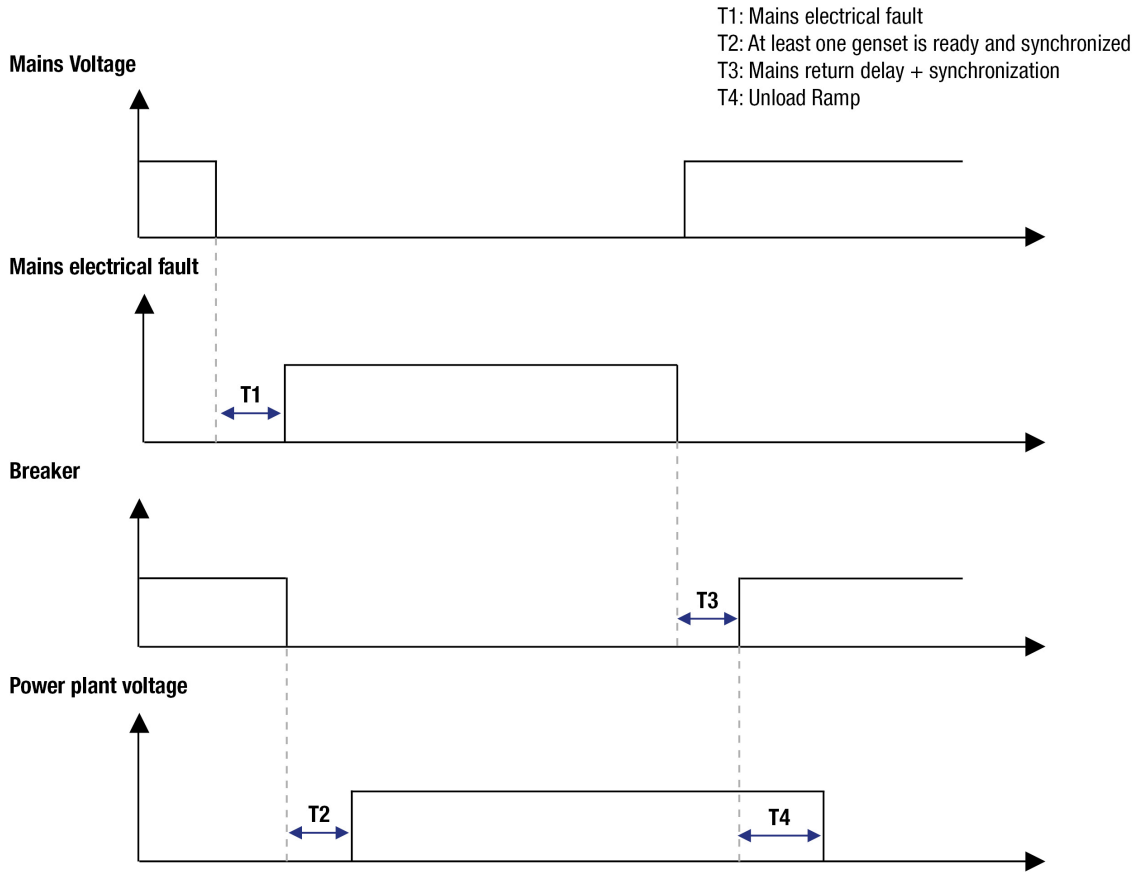 T1: Mains electrical fault
T2: At least one genset is ready and synchronized
T3: Mains return delay + synchronization
T4: Unload Ramp
Mains Voltage
Mains electrical fault
T1
Breaker
T3
Power plant voltage
T2
T4